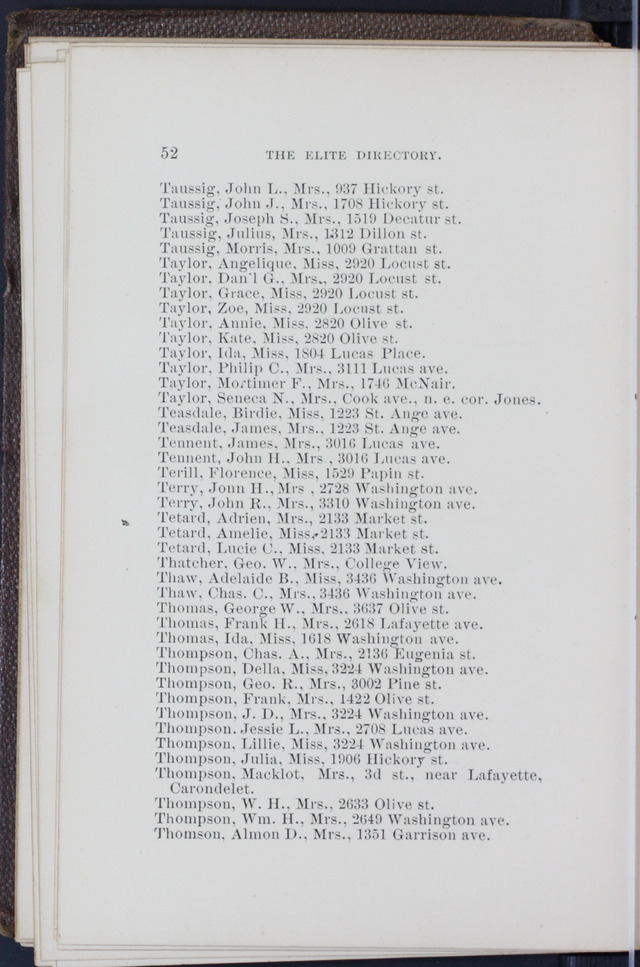 52 THE ELITE DIRECTORY.
Taussig, John L., Mrs., 937 Hickory st.
Taussig, John J., Mrs., 1708 Hickory st.
Taussig, Joseph S., Mrs., 1519 Decatur st.
Taussig, Julius, Mrs., 1312 Dillon st.
Taussig, Morris, Mrs., 1009 Grattan st.
Taylor, Angelique, Miss, 2920 Locust st.
Taylor, Dan'l G., Mrs., 2920 Locust st.
Taylor, Grace, Miss, 2920 Locust st.
Taylor, Zoe, Miss, 2920 Locust st.
Taylor, Annie, Miss, 2820 Olive st.
Taylor, Kate, Miss, 2820 Olive st.
Taylor, Ida, Miss, 1804 Lucas Place.
Taylor, Philip C., Mrs., 3111 Lucas ave.
Taylor, Mortimer F., Mrs., 1746 McNair.
Taylor, Seneca N., Mrs., Cook ave., n. e. cor. Jones.
Teasdale, Birdie, Miss, 1223 St. Ange ave.
Teasdale, James, Mrs., 1223 St. Ange ave.
Tennent, James, Mrs., 3016 Lucas ave.
Tennent, John H., Mrs , 3016 Lucas ave.
Terill, Florence, Miss, 1529 Papin st.
Terry, Jonn H., Mrs , 2728 Washington ave.
Terry, John R., Mrs., 3310 Washington ave.
Tetard, Adrien, Mrs., 2133 Market st.
Tetard, Amelie, Miss, 2133 Market st.
Tetard, Lucie C., Miss, 2133 Market st.
Thatcher, Geo. W., Mrs., College View.
Thaw, Adelaide B., Miss, 3436 Washington ave.
Thaw, Chas. C., Mrs., 3436 Washington ave.
Thomas, George W., Mrs., 3637 Olive st.
Thomas, Frank H., Mrs., 2618 Lafayette ave.
Thomas, Ida, Miss, 1618 Washington ave.
Thompson, Chas. A., Mrs., 2136 Eugenia st.
Thompson, Della, Miss, 3224 Washington ave.
Thompson, Geo. R., Mrs., 3002 Pine st.
Thompson, Frank, Mrs., 1422 Olive st.
Thompson, J. D., Mrs., 3224 Washington ave.
Thompson. Jessie L., Mrs., 2708 Lucas ave.
Thompson, Lillie, Miss, 3224 Washington ave.
Thompson, Julia, Miss, 1906 Hickory st.
Thompson, Macklot, Mrs., 3d st., near Lafayette,
Carondelet.
Thompson, W. H., Mrs., 2633 Olive st.
Thompson, Wm. H., Mrs., 2649 Washington ave.
Thomson, Almon D., Mrs., 1351 Garrison ave.